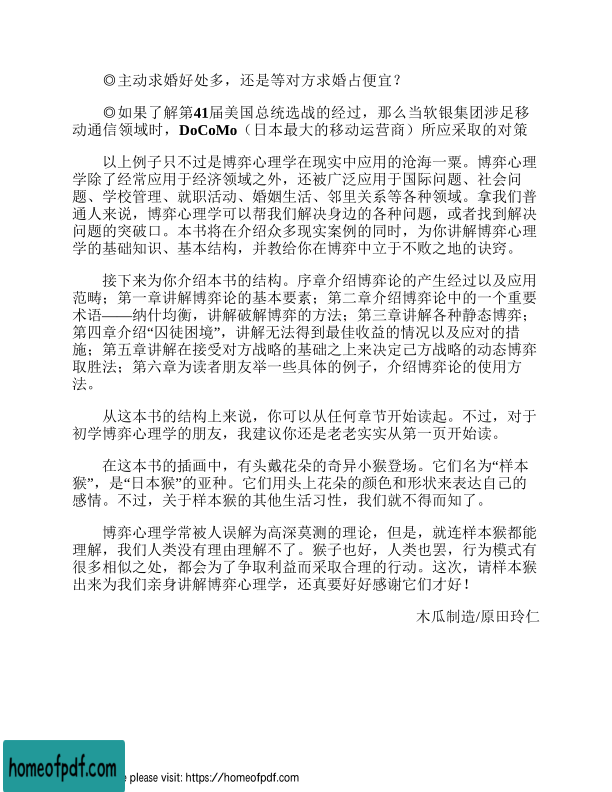 ◎主动求婚好处多，还是等对方求婚占便宜？
◎如果了解第41届美国总统选战的经过，那么当软银集团涉足移
动通信领域时，DoCoMo（日本最大的移动运营商）所应采取的对策
以上例子只不过是博弈心理学在现实中应用的沧海一粟。博弈心理
学除了经常应用于经济领域之外，还被广泛应用于国际问题、社会问
题、学校管理、就职活动、婚姻生活、邻里关系等各种领域。拿我们普
通人来说，博弈心理学可以帮我们解决身边的各种问题，或者找到解决
问题的突破口。本书将在介绍众多现实案例的同时，为你讲解博弈心理
学的基础知识、基本结构，并教给你在博弈中立于不败之地的诀窍。
接下来为你介绍本书的结构。序章介绍博弈论的产生经过以及应用
范畴；第一章讲解博弈论的基本要素；第二章介绍博弈论中的一个重要
术语——纳什均衡，讲解破解博弈的方法；第三章讲解各种静态博弈；
第四章介绍“囚徒困境”，讲解无法得到最佳收益的情况以及应对的措
施；第五章讲解在接受对方战略的基础之上来决定己方战略的动态博弈
取胜法；第六章为读者朋友举一些具体的例子，介绍博弈论的使用方
法。
从这本书的结构上来说，你可以从任何章节开始读起。不过，对于
初学博弈心理学的朋友，我建议你还是老老实实从第一页开始读。
在这本书的插画中，有头戴花朵的奇异小猴登场。它们名为“样本
猴”，是“日本猴”的亚种。它们用头上花朵的颜色和形状来表达自己的
感情。不过，关于样本猴的其他生活习性，我们就不得而知了。
博弈心理学常被人误解为高深莫测的理论，但是，就连样本猴都能
理解，我们人类没有理由理解不了。猴子也好，人类也罢，行为模式有
很多相似之处，都会为了争取利益而采取合理的行动。这次，请样本猴
出来为我们亲身讲解博弈心理学，还真要好好感谢它们才好！
木瓜制造/原田玲仁
homeofpdf.com
e please visit: https://homeofpdf.com